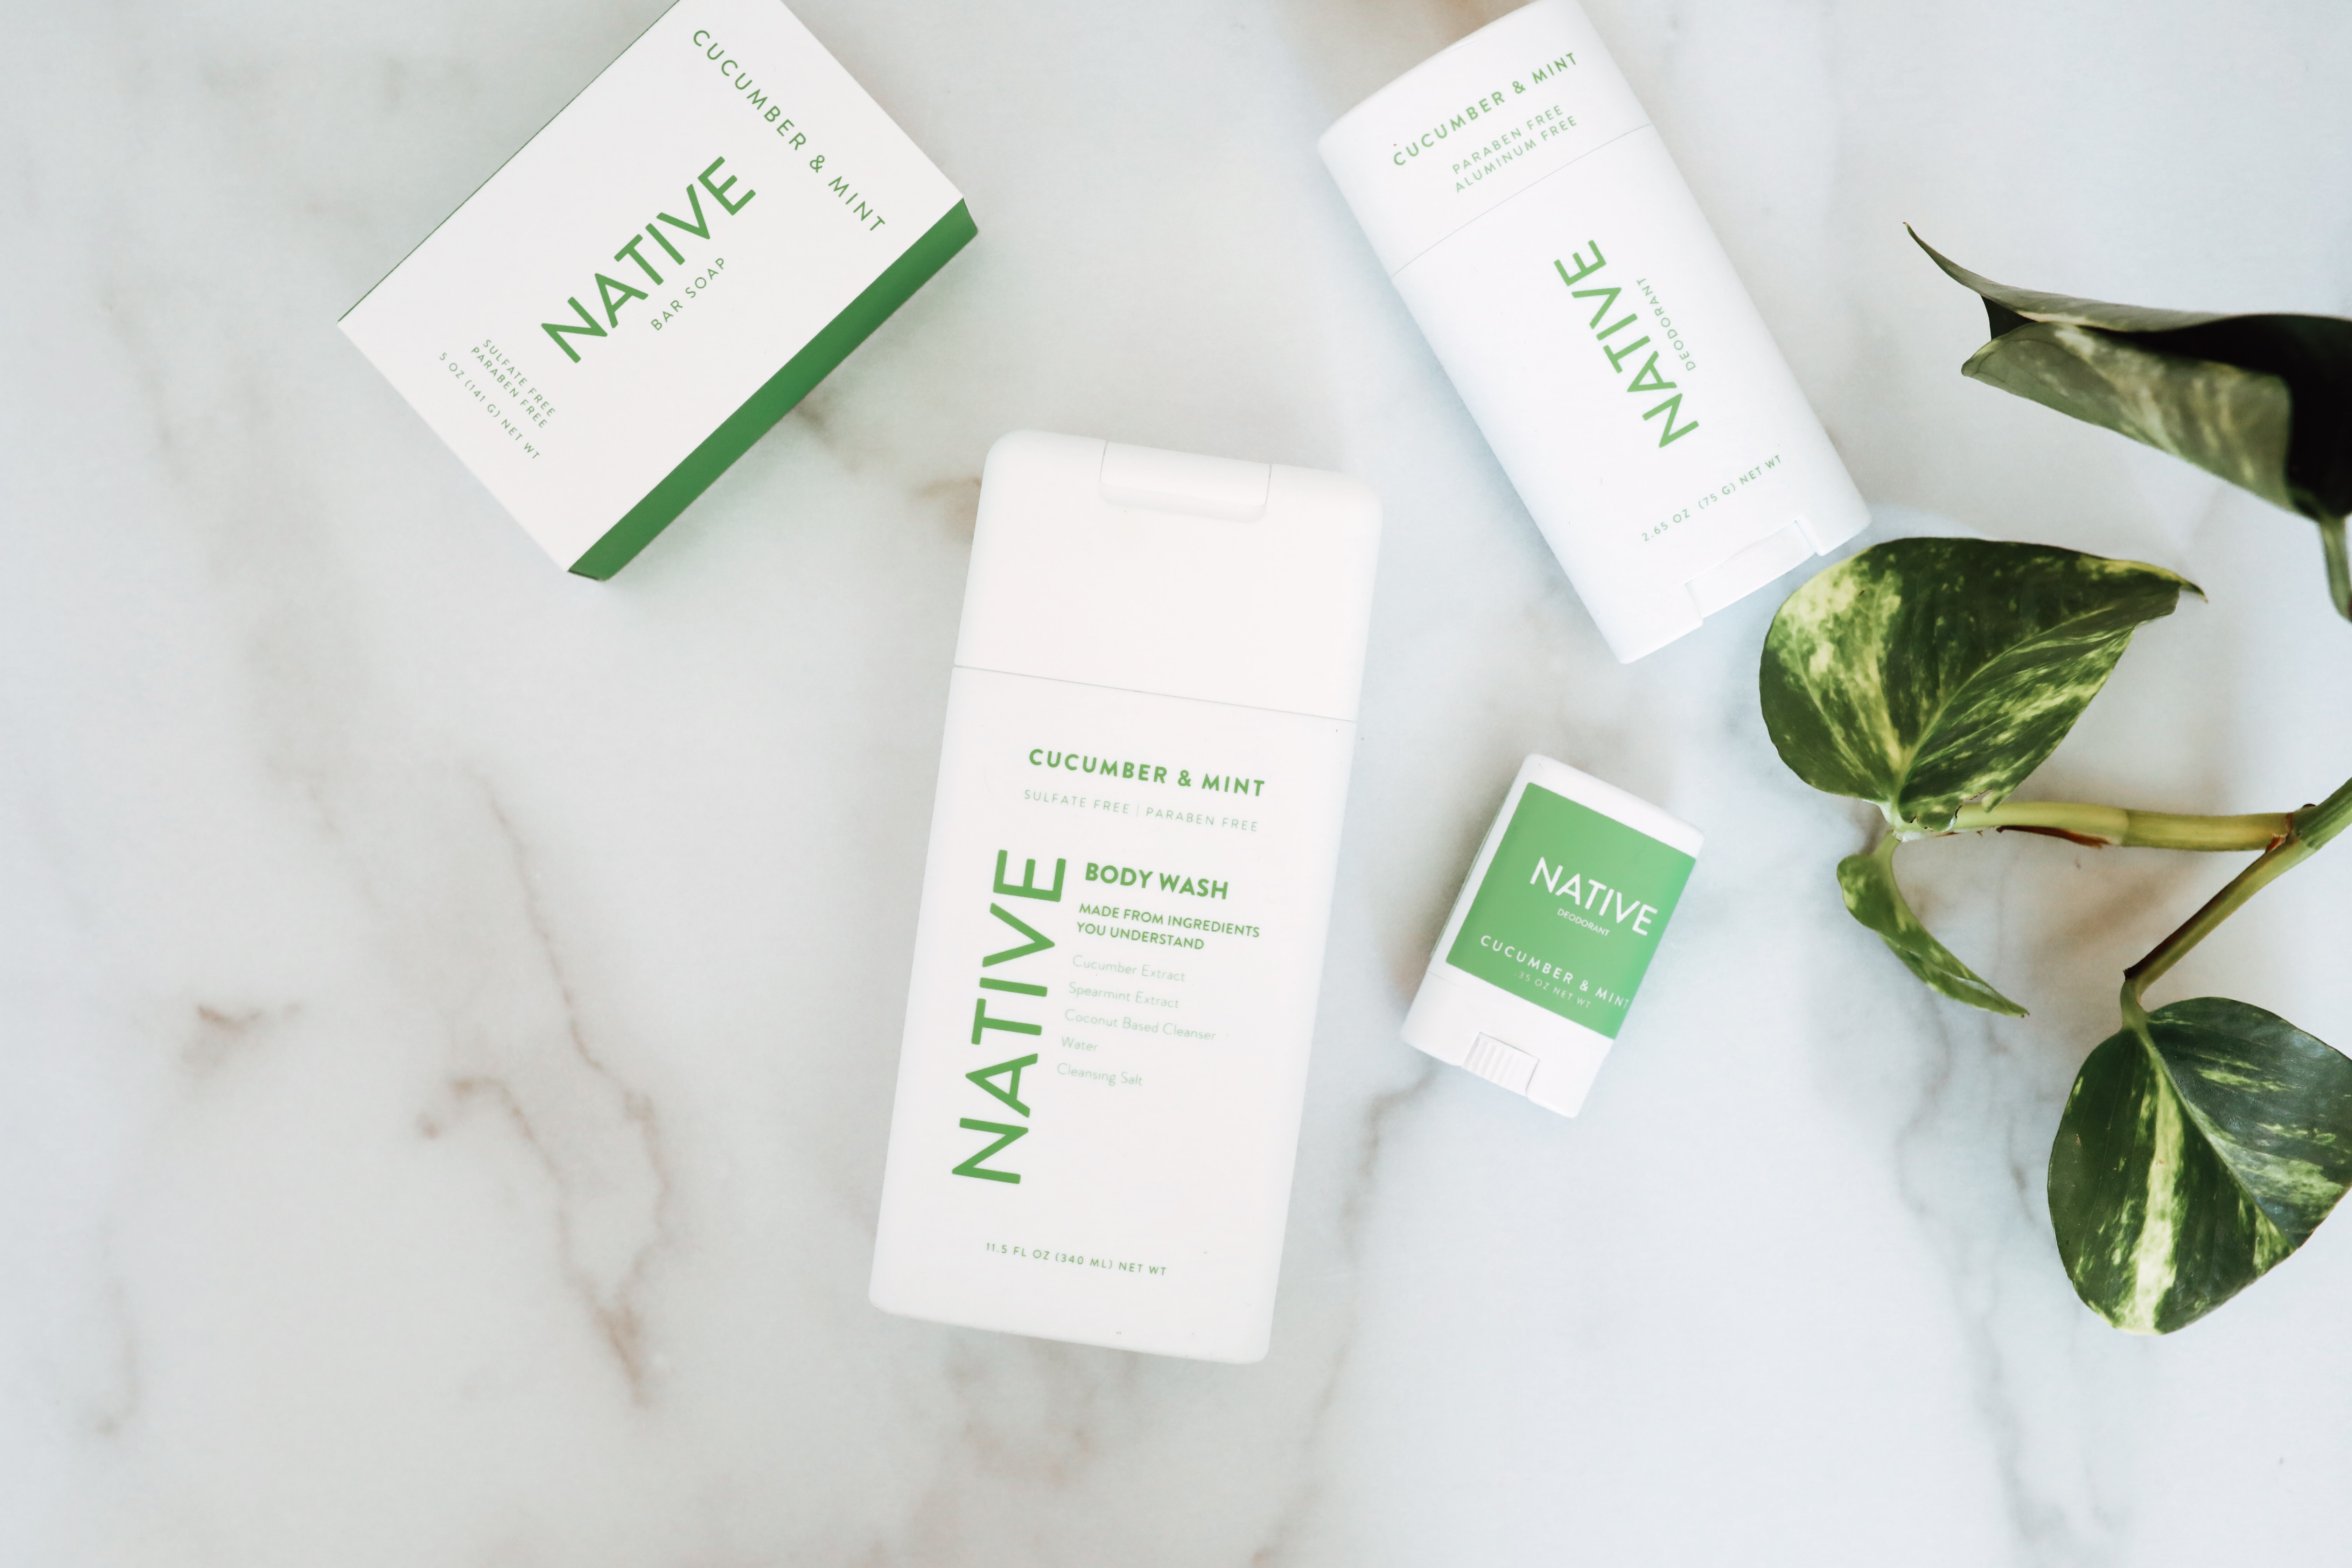 CUCUMBER & MINT
NATIVE
BAR SOAP
SULFATE FREE
PARABEN FREE
5 OZ (141 G) NET WT
CUCUMBER & MINT
PARABEN FREE
ALUMINUM FREE
NATIVE
DEODORANT
2.65 OZ (75 G) NET WT
CUCUMBER & MINT
SULFATE FREE | PARABEN FREE
NATIVE
BODY WASH
MADE FROM INGREDIENTS
YOU UNDERSTAND
Cucumber Extract
Spearmint Extract
Coconut Based Cleanser
Water
Cleansing Salt
11.5 FL OZ (340 ML) NET WT
NATIVE
DEODORANT
CUCUMBER & MINT
.35 OZ NET WT